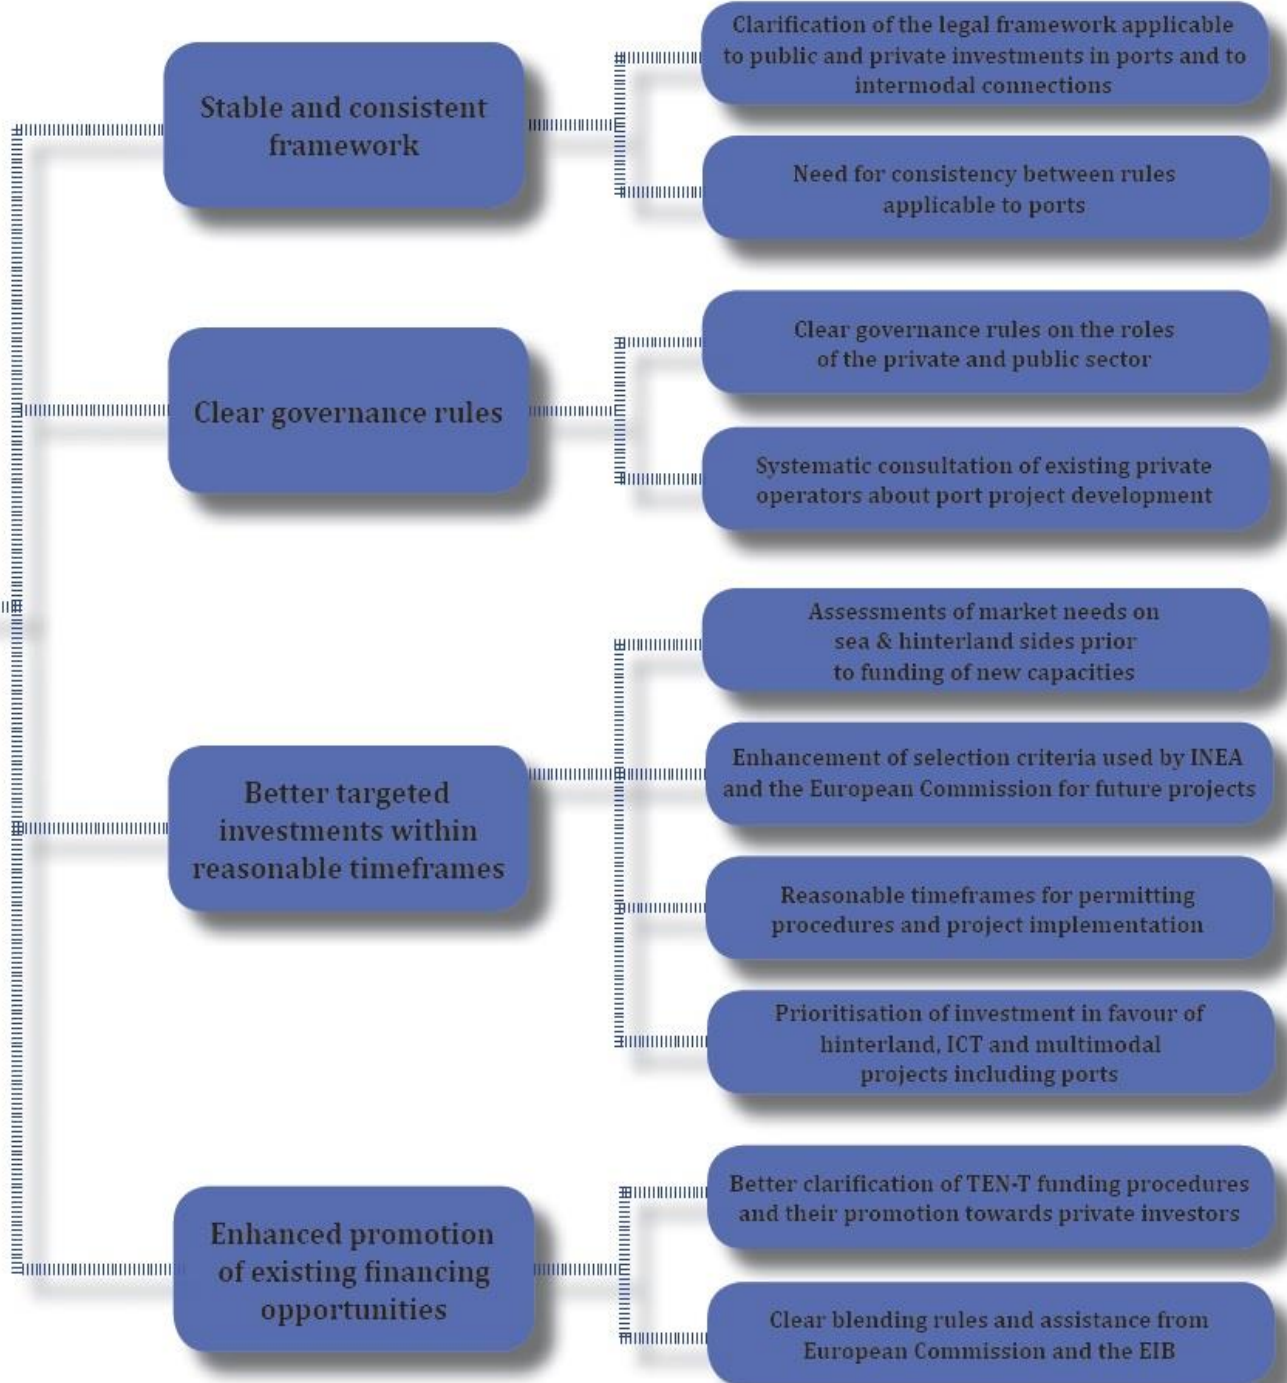 Stable and consistent
framework
Clarification of the legal framework applicable
to public and private investments in ports and to
intermodal connections
Need for consistency between rules
applicable to ports
Clear governance rules
Clear governance rules on the roles
of the private and public sector
Systematic consultation of existing private
operators about port project development
Better targeted
investments within
reasonable timeframes
Assessments of market needs on
sea & hinterland sides prior
to funding of new capacities
Enhancement of selection criteria used by INEA
and the European Commission for future projects
Reasonable timeframes for permitting
procedures and project implementation
Prioritisation of investment in favour of
hinterland, ICT and multimodal
projects including ports
Enhanced promotion
of existing financing
opportunities
Better clarification of TEN-T funding procedures
and their promotion towards private investors
Clear blending rules and assistance from
European Commission and the EIB